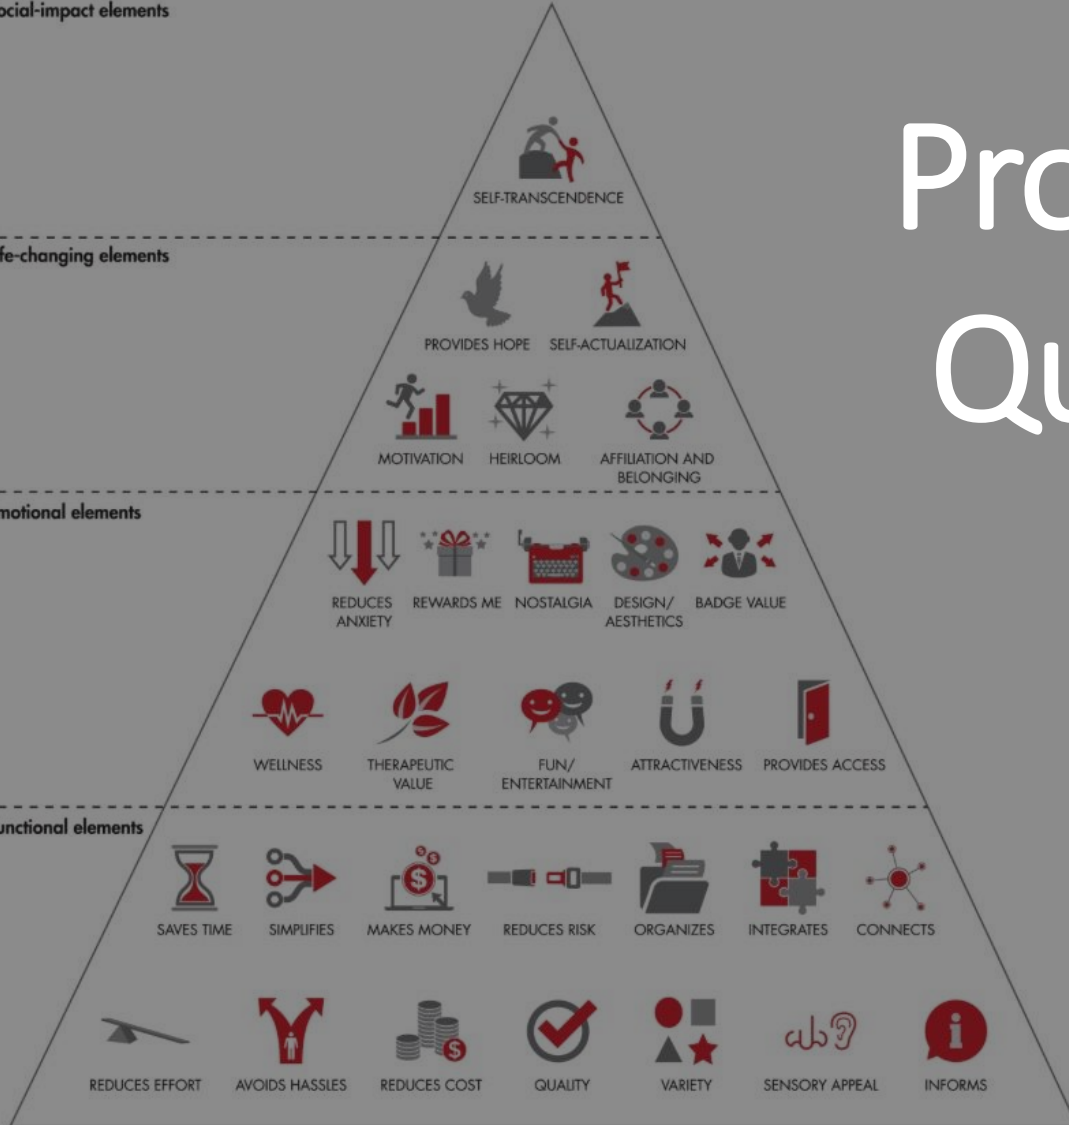 ocial-impact elements
Pro
SELF-TRANSCENDENCE
fe-changing elements
Qu
PROVIDES HOPE SELF-ACTUALIZATION
MOTIVATION HEIRLOOM AFFILIATION AND
BELONGING
motional elements
REDUCES
ANXIETY
REWARDS ME
NOSTALGIA
DESIGN/
AESTHETICS
BADGE VALUE
WELLNESS
THERAPEUTIC
VALUE
FUN/
ENTERTAINMENT
ATTRACTIVENESS
PROVIDES ACCESS
unctional elements
SAVES TIME SIMPLIFIES MAKES MONEY REDUCES RISK ORGANIZES INTEGRATES CONNECTS
REDUCES EFFORT AVOIDS HASSLES REDUCES COST QUALITY VARIETY SENSORY APPEAL INFORMS